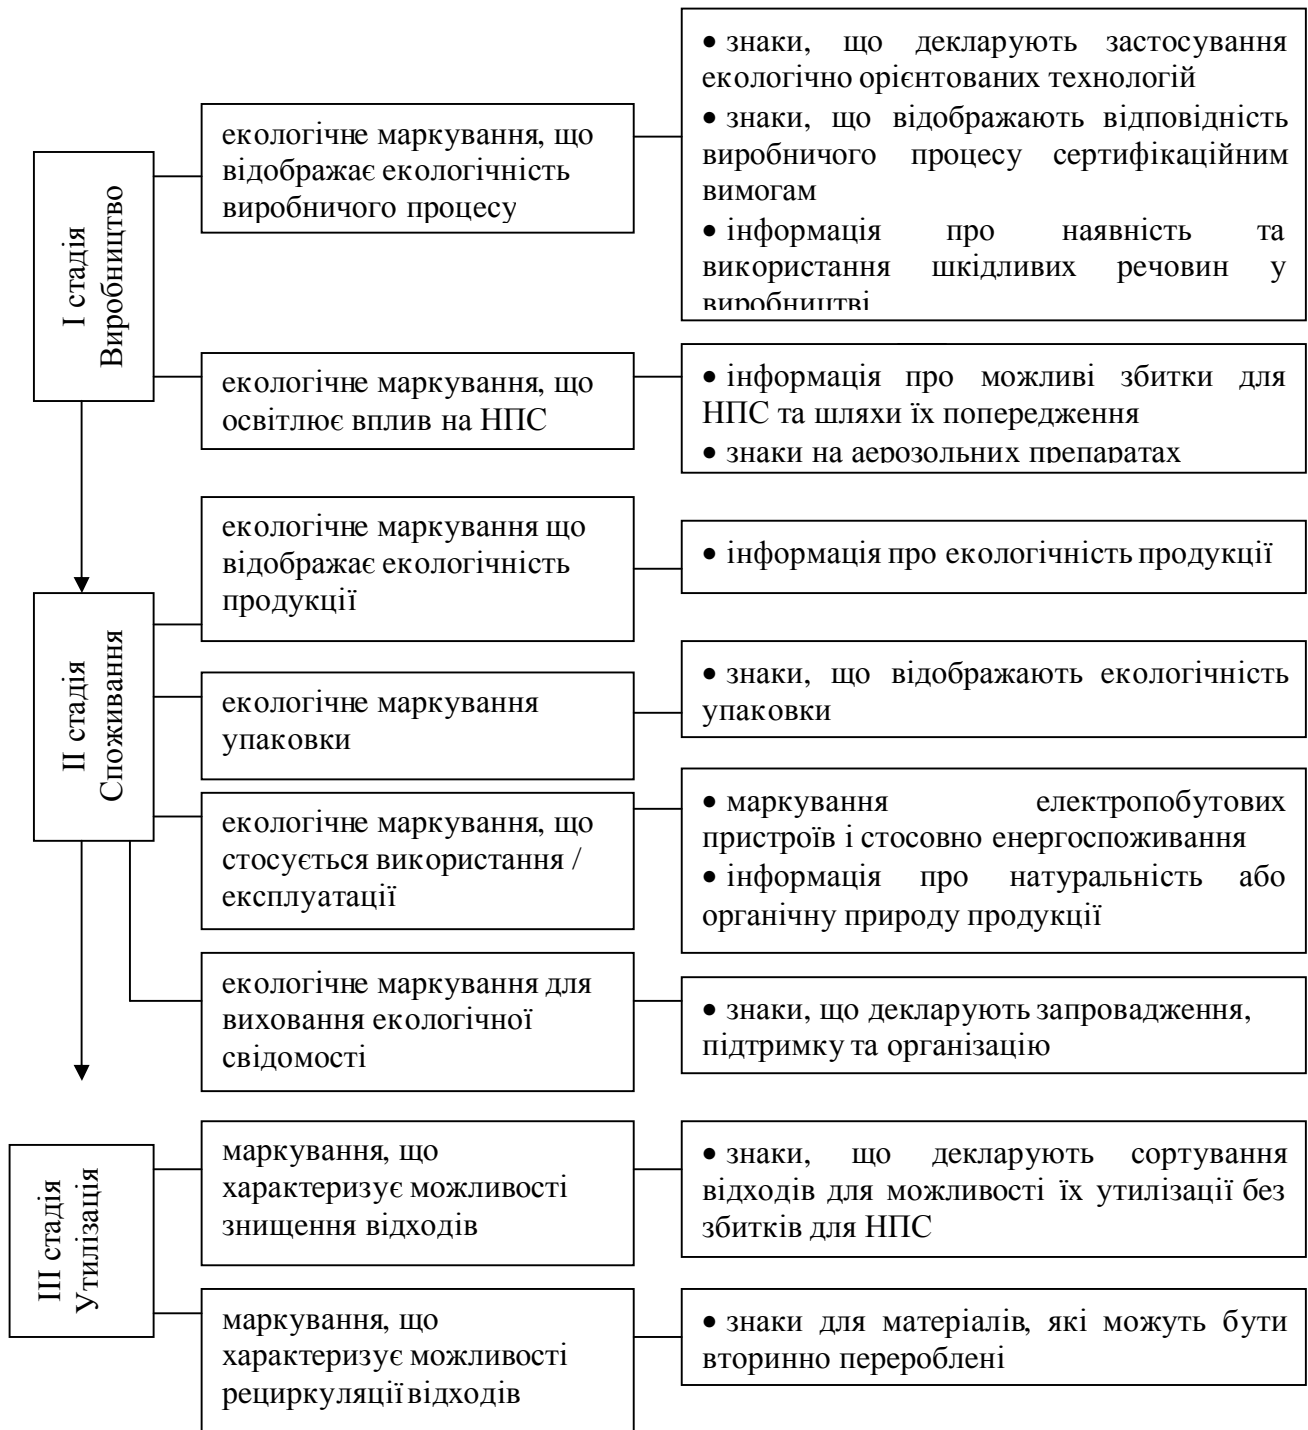 І стадія
Виробництво
екологічне маркування, що
відображає екологічність
виробничого процесу
• знаки, що декларують застосування
екологічно орієнтованих технологій
• знаки, що відображають відповідність
виробничого процесу сертифікаційним
вимогам
• інформація про наявність та
використання шкідливих речовин у
виробництві
екологічне маркування, що
освітлює вплив на НПС
• інформація про можливі збитки для
НПС та шляхи їх попередження
• знаки на аерозольних препаратах
ІІ стадія
Споживання
екологічне маркування що
відображає екологічність
продукції
• інформація про екологічність продукції
екологічне маркування
упаковки
• знаки, що відображають екологічність
упаковки
екологічне маркування, що
стосується використання /
експлуатації
• маркування електропобутових
пристроїв і стосовно енергоспоживання
• інформація про натуральність або
органічну природу продукції
екологічне маркування для
виховання екологічної
свідомості
• знаки, що декларують запровадження,
підтримку та організацію
ІІІ стадія
Утилізація
маркування, що
характеризує можливості
знищення відходів
• знаки, що декларують сортування
відходів для можливості їх утилізації без
збитків для НПС
маркування, що
характеризує можливості
рециркуляції відходів
• знаки для матеріалів, які можуть бути
вторинно перероблені